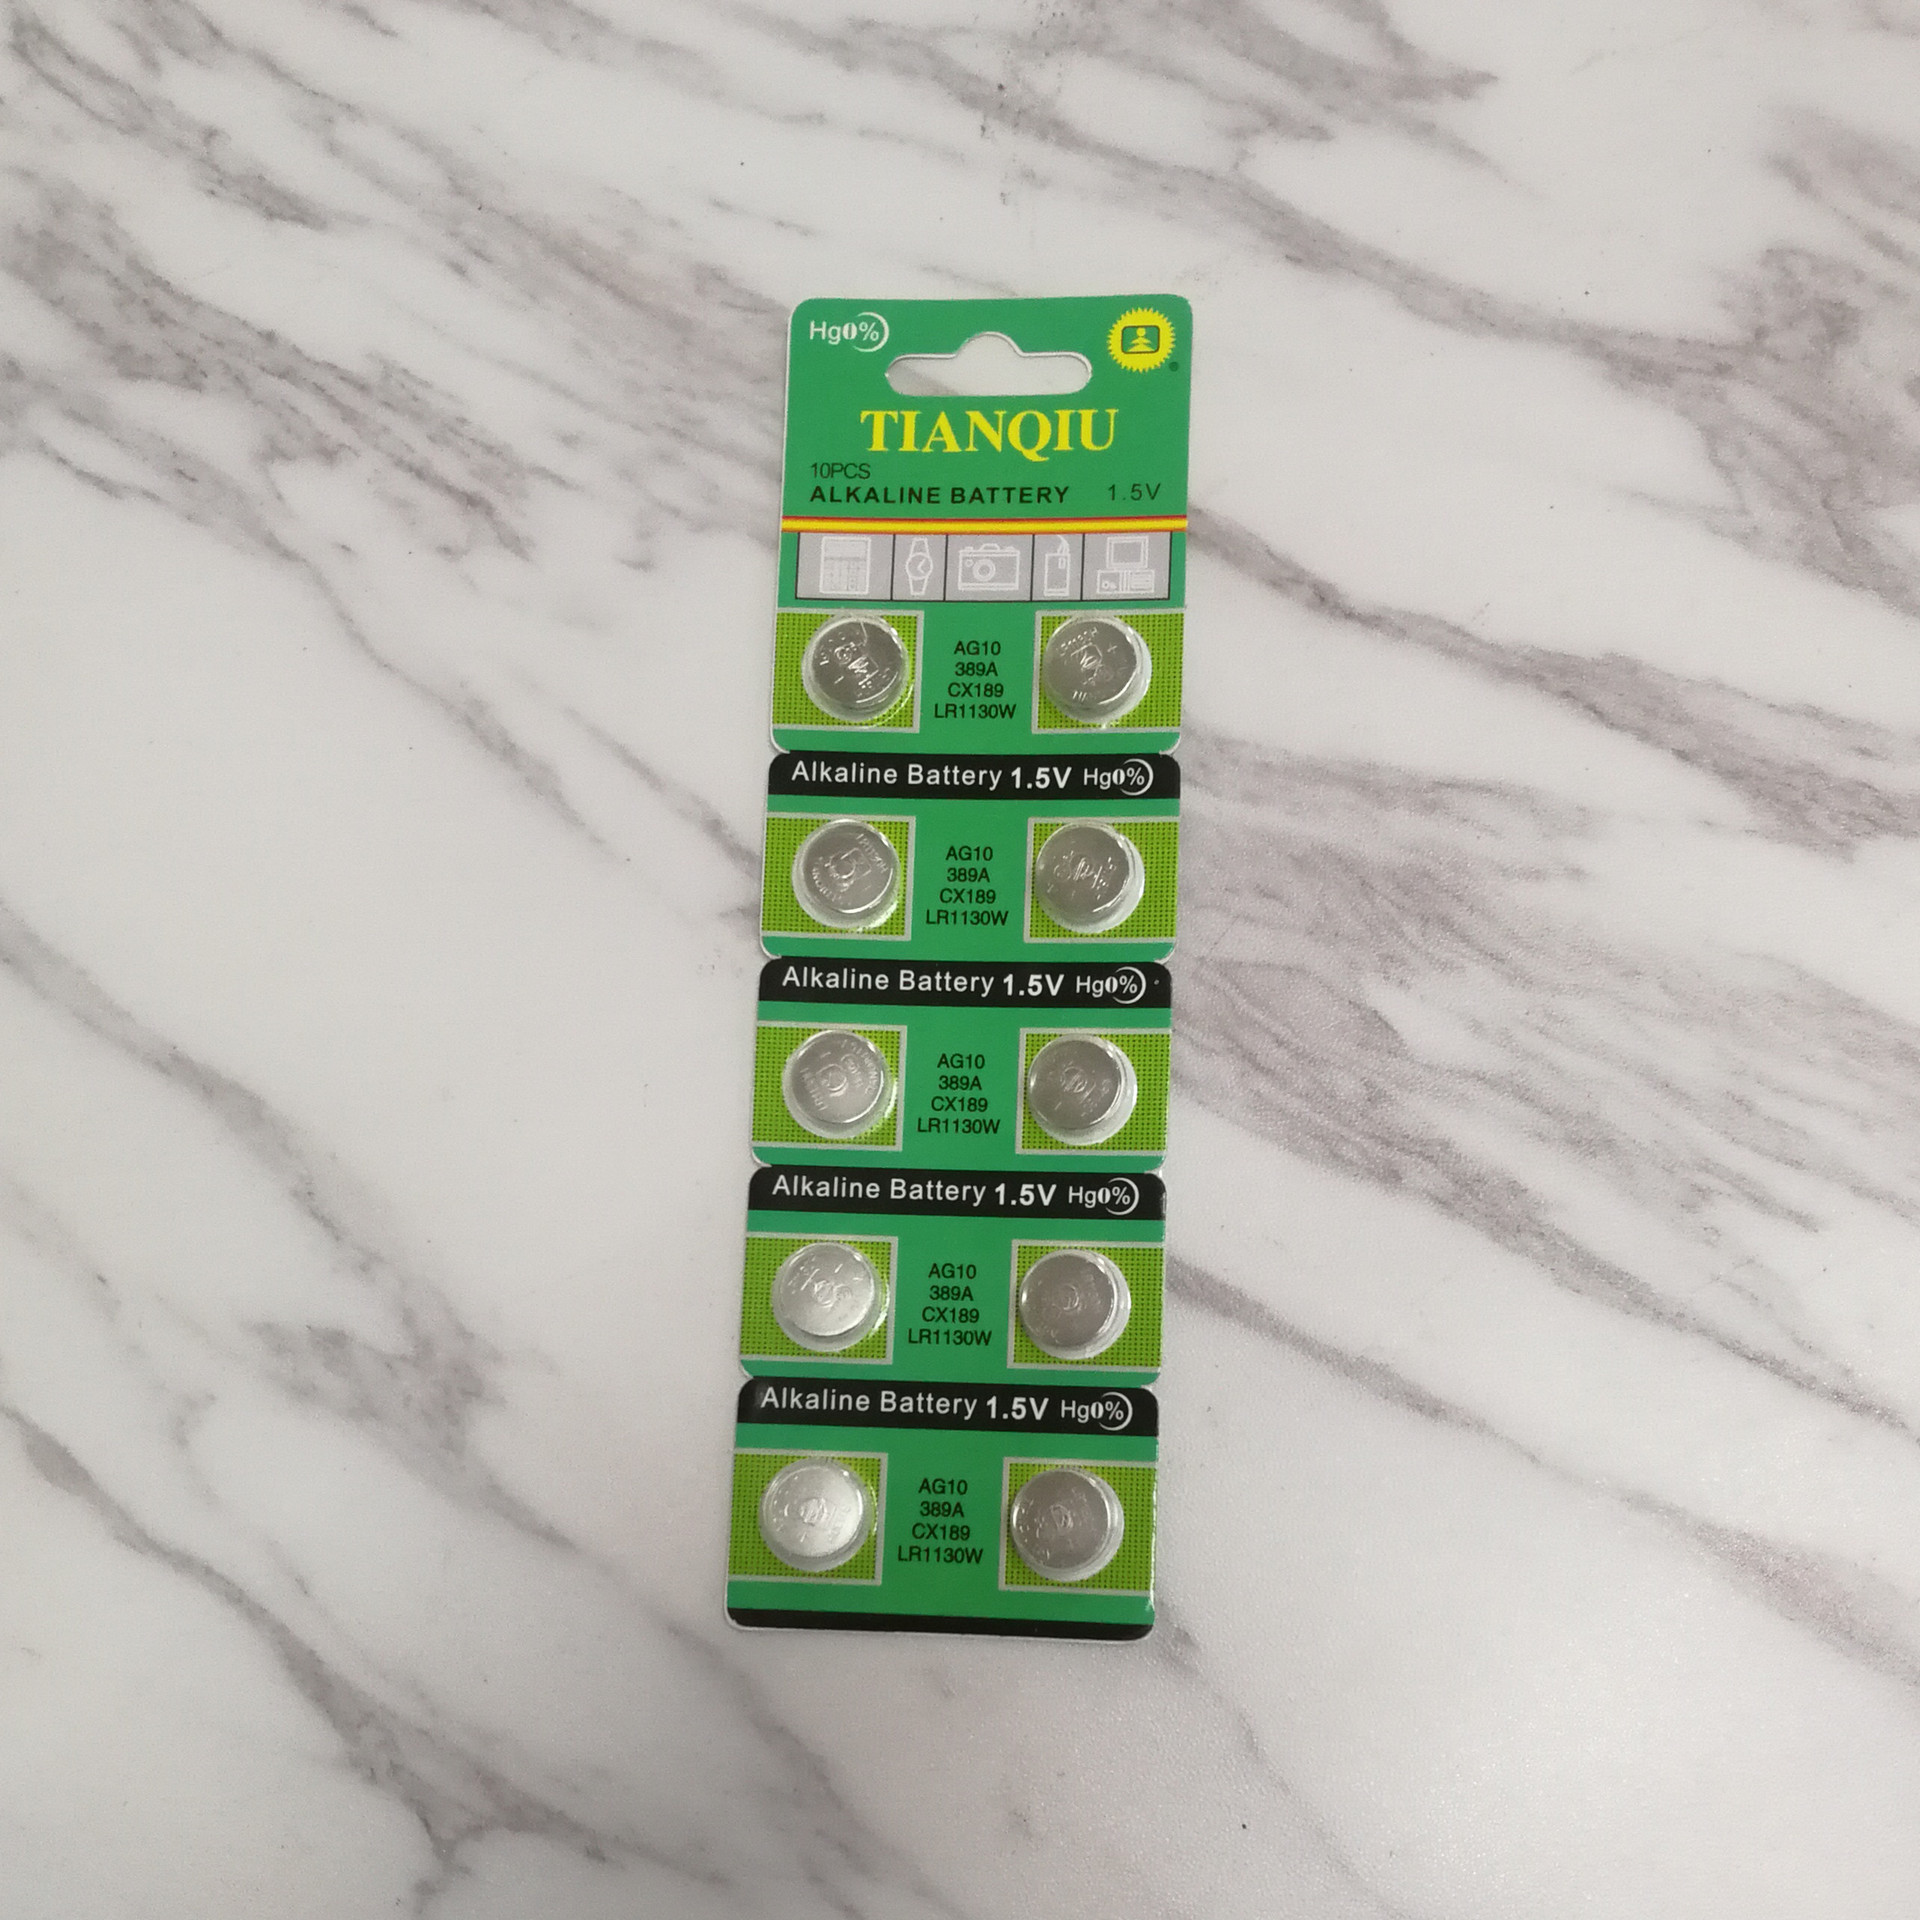 Hg0%
TIANQIU
10PCS
ALKALINE BATTERY 1.5V
AG10
389A
CX189
LR1130W
Alkaline Battery 1.5V Hg0%
AG10
389A
CX189
LR1130W
Alkaline Battery 1.5V Hg0%
AG10
389A
CX189
LR1130W
Alkaline Battery 1.5V Hg0%
AG10
389A
CX189
LR1130W
Alkaline Battery 1.5V Hg0%
AG10
389A
CX189
LR1130W